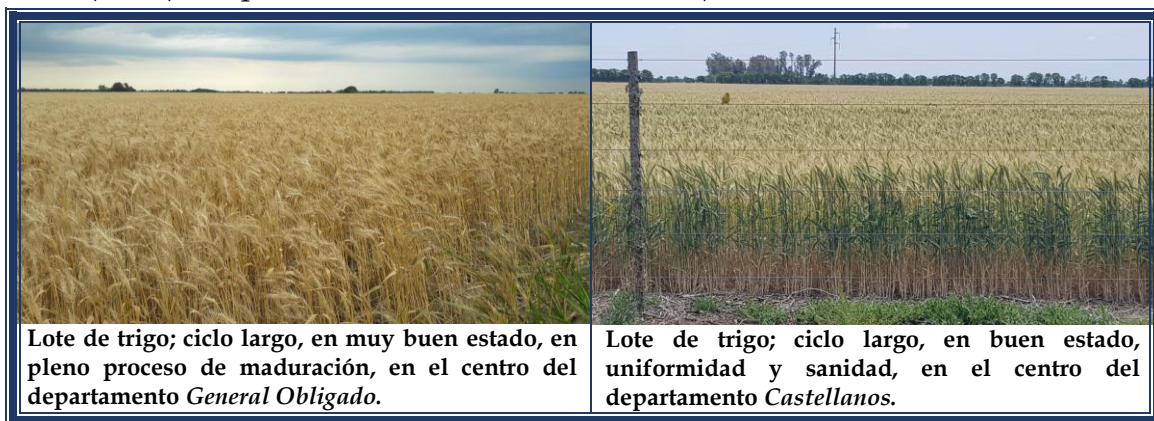 Lote de trigo; ciclo largo, en muy buen estado, en
pleno proceso de maduración, en el centro del
departamento General Obligado.
Lote de trigo; ciclo largo, en buen estado,
uniformidad y sanidad, en el centro del
departamento Castellanos.